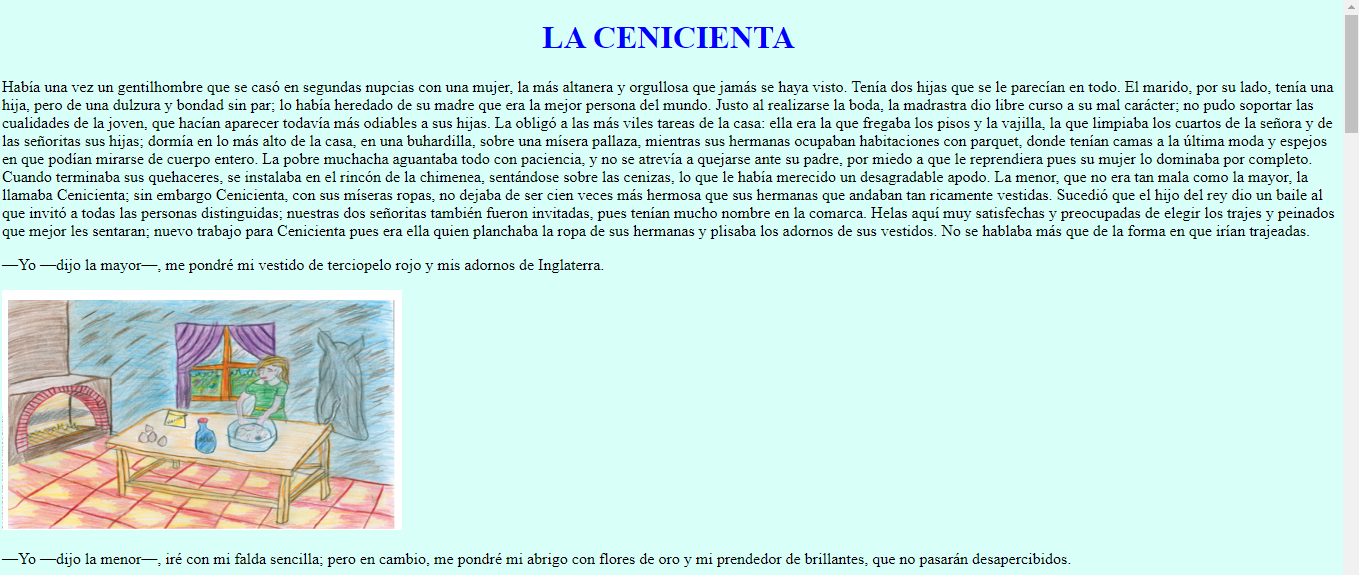 LA CENICIENTA
Había una vez un gentilhombre que se casó en segundas nupcias con una mujer, la más altanera y orgullosa que jamás se haya visto. Tenía dos hijas que se le parecían en todo. El marido, por su lado, tenía una
hija, pero de una dulzura y bondad sin par; lo había heredado de su madre que era la mejor persona del mundo. Justo al realizarse la boda, la madrastra dio libre curso a su mal carácter; no pudo soportar las
cualidades de la joven, que hacían aparecer todavía más odiables a sus hijas. La obligó a las más viles tareas de la casa: ella era la que fregaba los pisos y la vajilla, la que limpiaba los cuartos de la señora y de
las señoritas sus hijas; dormía en lo más alto de la casa, en una buhardilla, sobre una mísera pallaza, mientras sus hermanas ocupaban habitaciones con parquet, donde tenían camas a la última moda y espejos
en que podían mirarse de cuerpo entero. La pobre muchacha aguantaba todo con paciencia, y no se atrevía a quejarse ante su padre, por miedo a que le reprendiera pues su mujer lo dominaba por completo.
Cuando terminaba sus quehaceres, se instalaba en el rincón de la chimenea, sentándose sobre las cenizas, lo que le había merecido un desagradable apodo. La menor, que no era tan mala como la mayor, la
llamaba Cenicienta; sin embargo Cenicienta, con sus míseras ropas, no dejaba de ser cien veces más hermosa que sus hermanas que andaban tan ricamente vestidas. Sucedió que el hijo del rey dio un baile al
que invitó a todas las personas distinguidas; nuestras dos señoritas también fueron invitadas, pues tenían mucho nombre en la comarca. Helas aquí muy satisfechas y preocupadas de elegir los trajes y peinados
que mejor les sentaran; nuevo trabajo para Cenicienta pues era ella quien planchaba la ropa de sus hermanas y plisaba los adornos de sus vestidos. No se hablaba más que de la forma en que irían trajeadas.
—Yo —dijo la mayor—, me pondré mi vestido de terciopelo rojo y mis adornos de Inglaterra.
—Yo —dijo la menor—, iré con mi falda sencilla; pero en cambio, me pondré mi abrigo con flores de oro y mi prendedor de brillantes, que no pasarán desapercibidos.